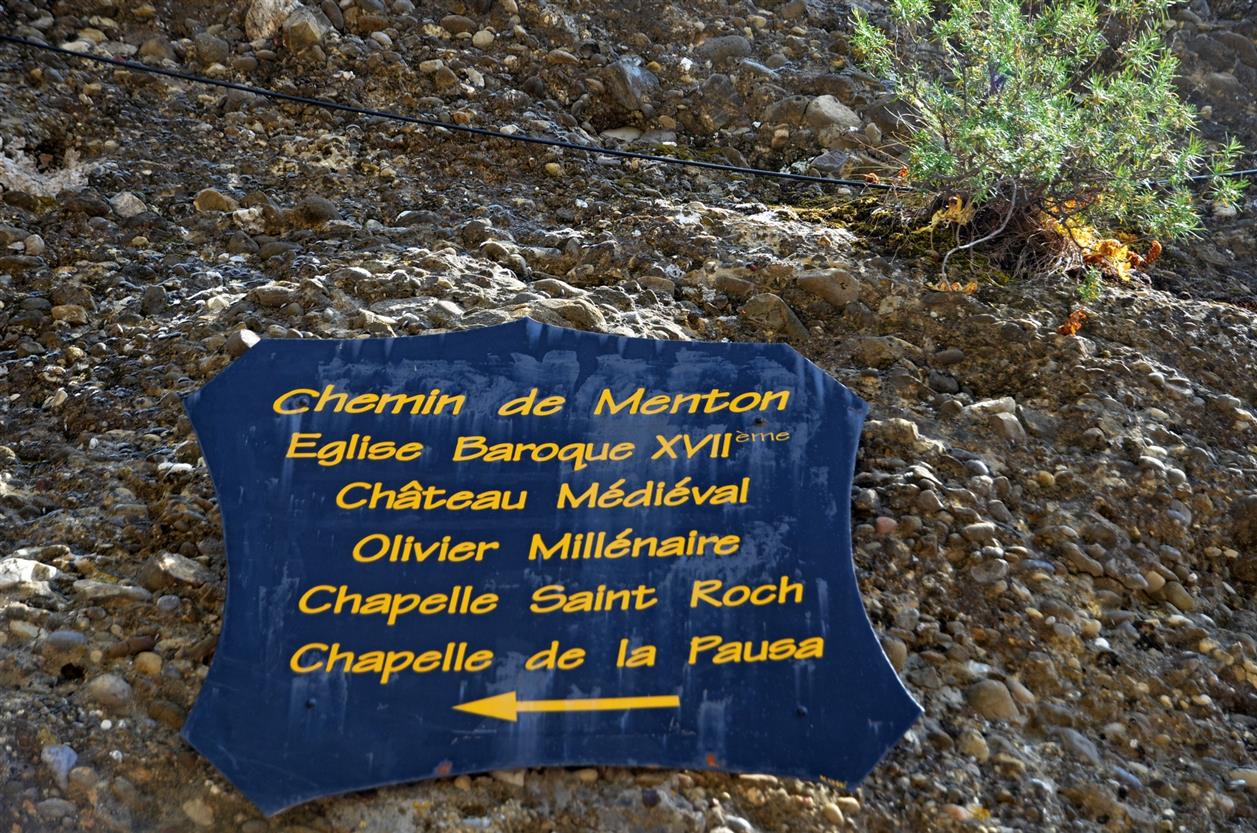 Chemin de Menton
Eglise Baroque XVIIème
Château Médiéval
Olivier Millénaire
Chapelle Saint Roch
Chapelle de la Pausa